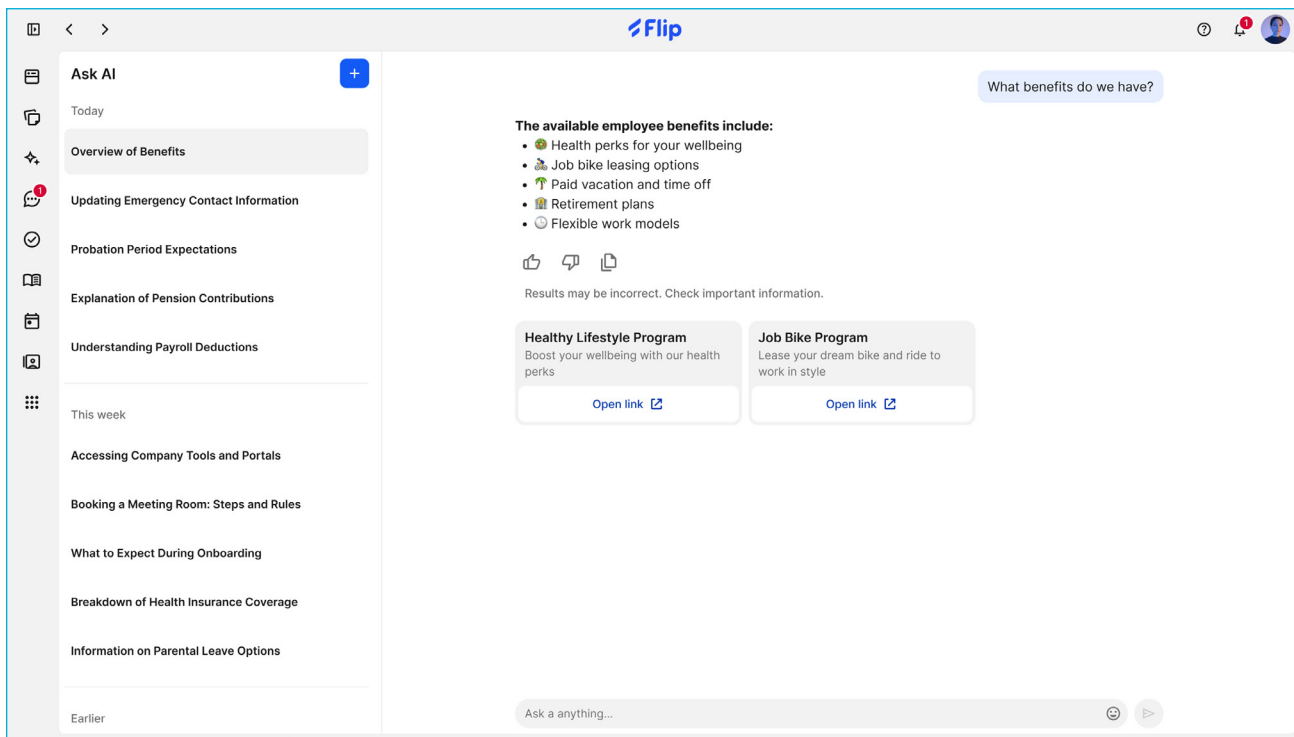 Flip
1
Ask AI
+
Today
Overview of Benefits
Updating Emergency Contact Information
1
Probation Period Expectations
Explanation of Pension Contributions
Understanding Payroll Deductions
This week
Accessing Company Tools and Portals
Booking a Meeting Room: Steps and Rules
What to Expect During Onboarding
Breakdown of Health Insurance Coverage
Information on Parental Leave Options
Earlier
What benefits do we have?
The available employee benefits include:
• 🥗 Health perks for your wellbeing
• 🚴 Job bike leasing options
• 🌴 Paid vacation and time off
• 🏦 Retirement plans
• 🕒 Flexible work models
Results may be incorrect. Check important information.
Healthy Lifestyle Program
Boost your wellbeing with our health
perks
Open link
Job Bike Program
Lease your dream bike and ride to
work in style
Open link
Ask a anything...